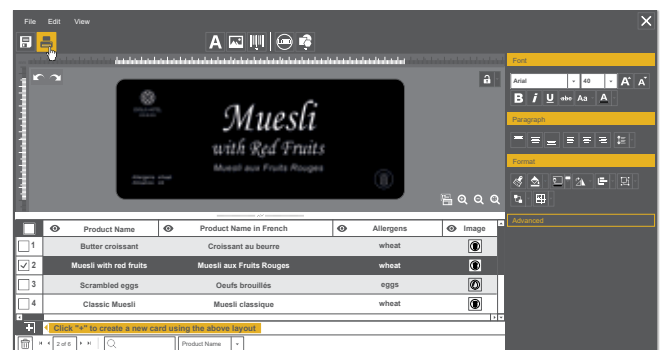 File Edit View
A
Font
Arial 40 A A
B i U abc Aa A
Paragraph
Format
Advanced
Muesli
with Red Fruits
Muesli aux Fruits Rouges
Product Name Product Name in French Allergens Image
1 Butter croissant Croissant au beurre wheat
2 Muesli with red fruits Muesli aux Fruits Rouges wheat
3 Scrambled eggs Oeufs brouillés eggs
4 Classic Muesli Muesli classique wheat
Click "+" to create a new card using the above layout
2 of 6 Product Name